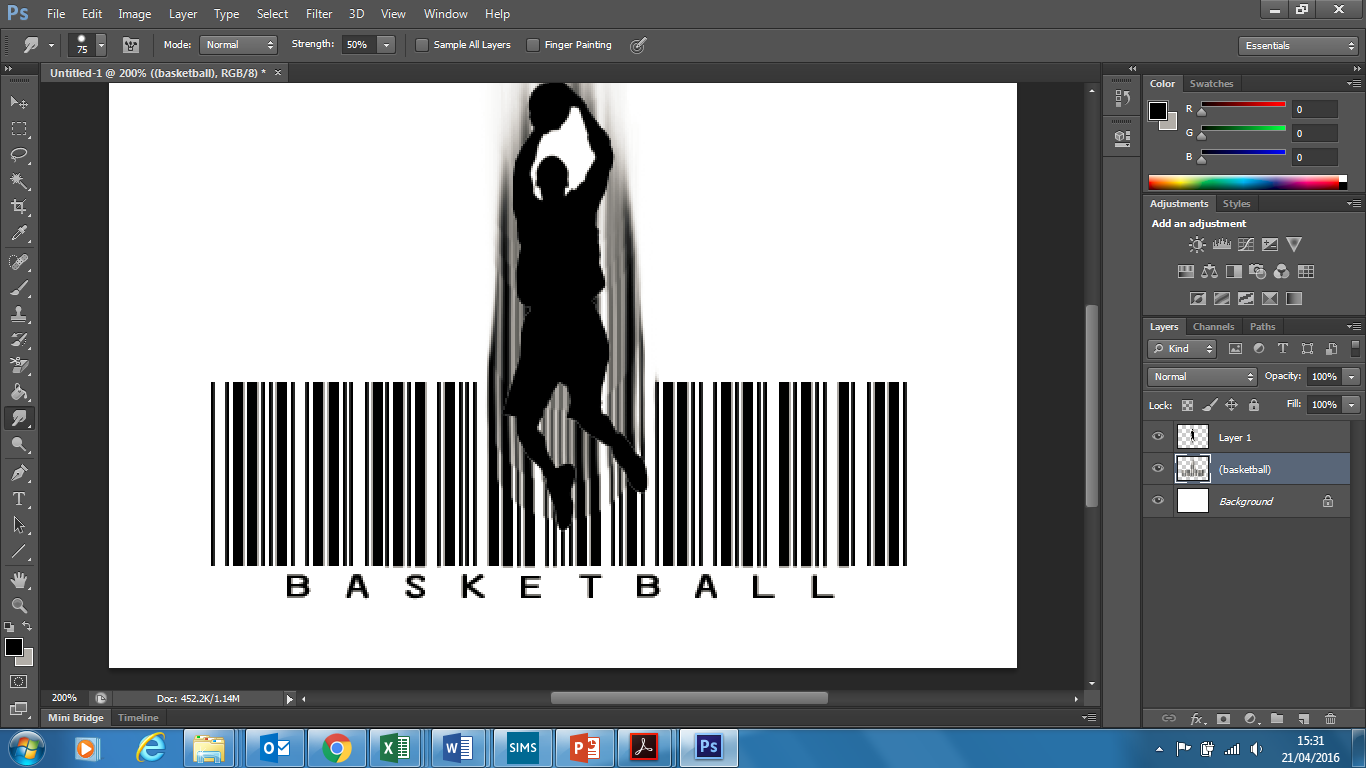 Ps File Edit Image Layer Type Select Filter 3D View Window Help
75 Mode: Normal Strength: 50% Sample All Layers Finger Painting Essentials
Untitled-1 @ 200% ((basketball), RGB/8) *
Color Swatches
R 0
G 0
B 0
Adjustments Styles
Add an adjustment
Layers Channels Paths
Kind
Normal Opacity: 100%
Lock: Fill: 100%
Layer 1
(basketball)
Background
BASKETBALL
200% Doc: 452.2K/1.14M
Mini Bridge Timeline
SIMS Ps
15:31
21/04/2016